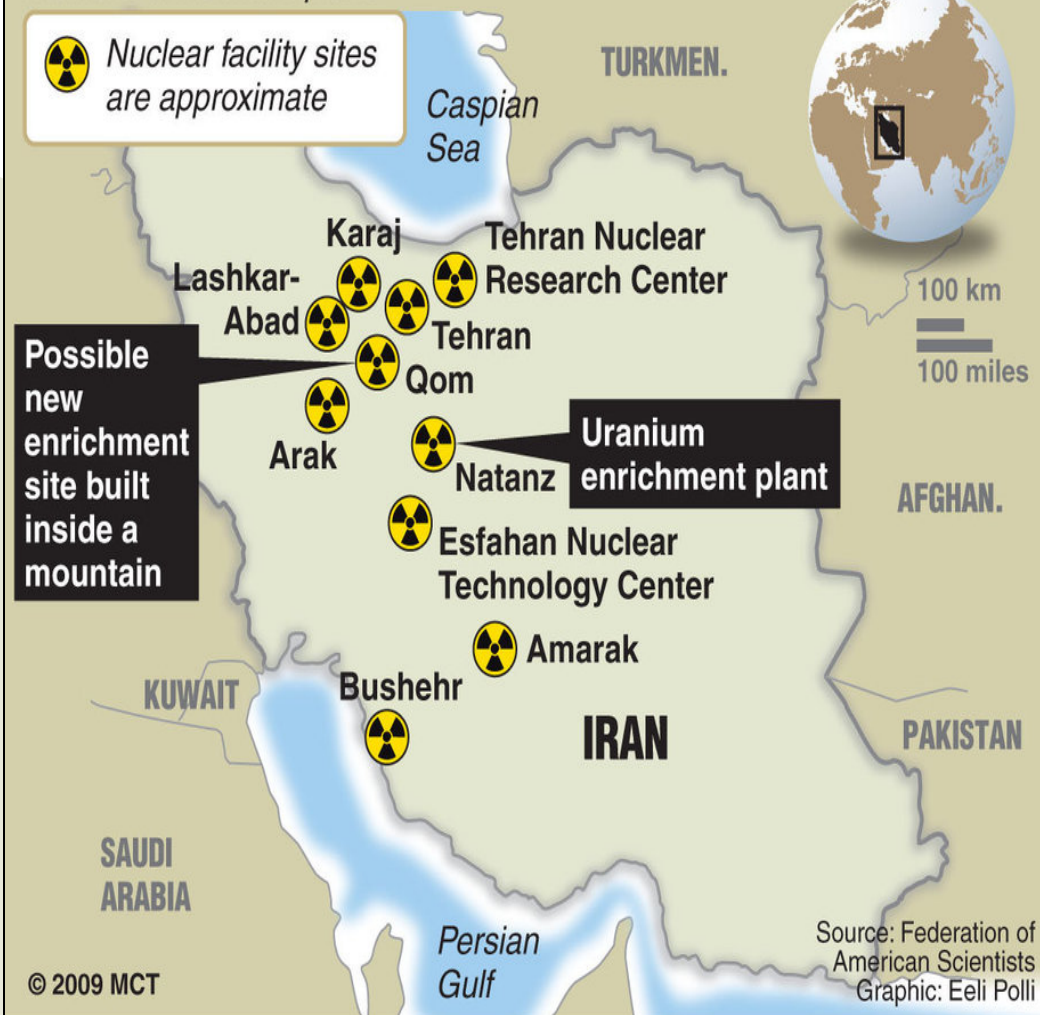 Nuclear facility sites
are approximate
TURKMEN.
Caspian
Sea
Karaj
Tehran Nuclear
Research Center
Lashkar-
Abad
Tehran
100 km
100 miles
Possible
new
enrichment
site built
inside a
mountain
Qom
Arak
Natanz
Uranium
enrichment plant
AFGHAN.
Esfahan Nuclear
Technology Center
Amarak
KUWAIT
Bushehr
IRAN
PAKISTAN
SAUDI
ARABIA
Persian
Gulf
Source: Federation of
American Scientists
Graphic: Eeli Polli
© 2009 MCT